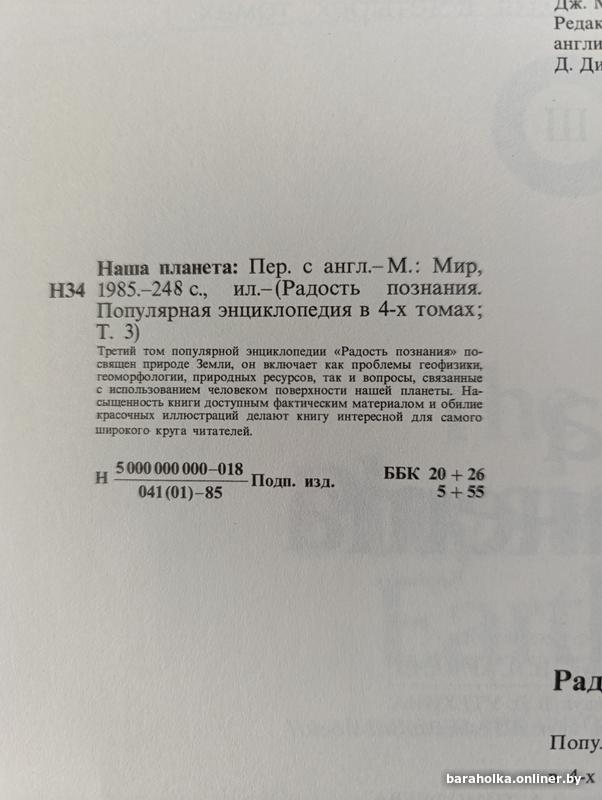 Дж.
Редак
англи
Д. Ди
III
Наша планета: Пер. с англ.–М.: Мир,
Н34 1985.–248 с., ил.–(Радость познания.
Популярная энциклопедия в 4-х томах;
Т. 3)
Третий том популярной энциклопедии «Радость познания» по-
священ природе Земли, он включает как проблемы геофизики,
геоморфологии, природных ресурсов, так и вопросы, связанные
с использованием человеком поверхности нашей планеты. На-
сыщенность книги доступным фактическим материалом и обилие
красочных иллюстраций делают книгу интересной для самого
широкого круга читателей.
Н 5 000 000 000–018
041 (01)–85
Подп. изд.
ББК 20 + 26
5 + 55
Рад
Попу
в 4-х
baraholka.onliner.by